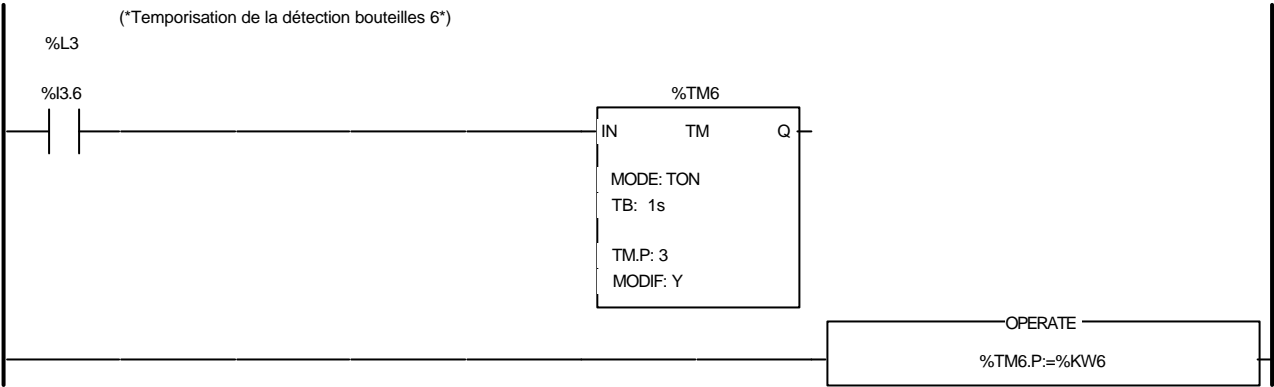 (*Temporisation de la détection bouteilles 6*)
%L3
%I3.6
%TM6
IN TM Q
MODE: TON
TB: 1s
TM.P: 3
MODIF: Y
OPERATE
%TM6.P:=%KW6